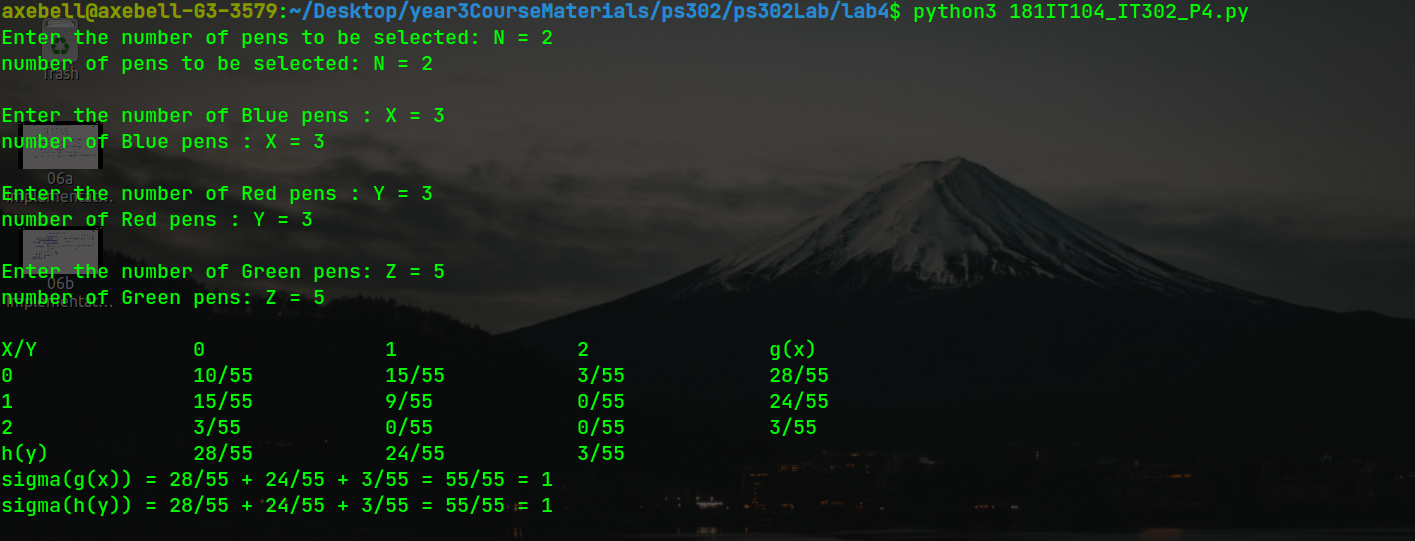 axebell@axebell-G3-3579:~/Desktop/year3CourseMaterials/ps302/ps302Lab/lab4$ python3 181IT104_IT302_P4.py
Enter the number of pens to be selected: N = 2
number of pens to be selected: N = 2
Trash
Enter the number of Blue pens : X = 3
number of Blue pens : X = 3
06a
Implementat...
Enter the number of Red pens : Y = 3
number of Red pens : Y = 3
Enter the number of Green pens: Z = 5
06b
number of Green pens: Z = 5
Implementat...
X/Y 0 1 2 g(x)
0 10/55 15/55 3/55 28/55
1 15/55 9/55 0/55 24/55
2 3/55 0/55 0/55 3/55
h(y) 28/55 24/55 3/55
sigma(g(x)) = 28/55 + 24/55 + 3/55 = 55/55 = 1
sigma(h(y)) = 28/55 + 24/55 + 3/55 = 55/55 = 1